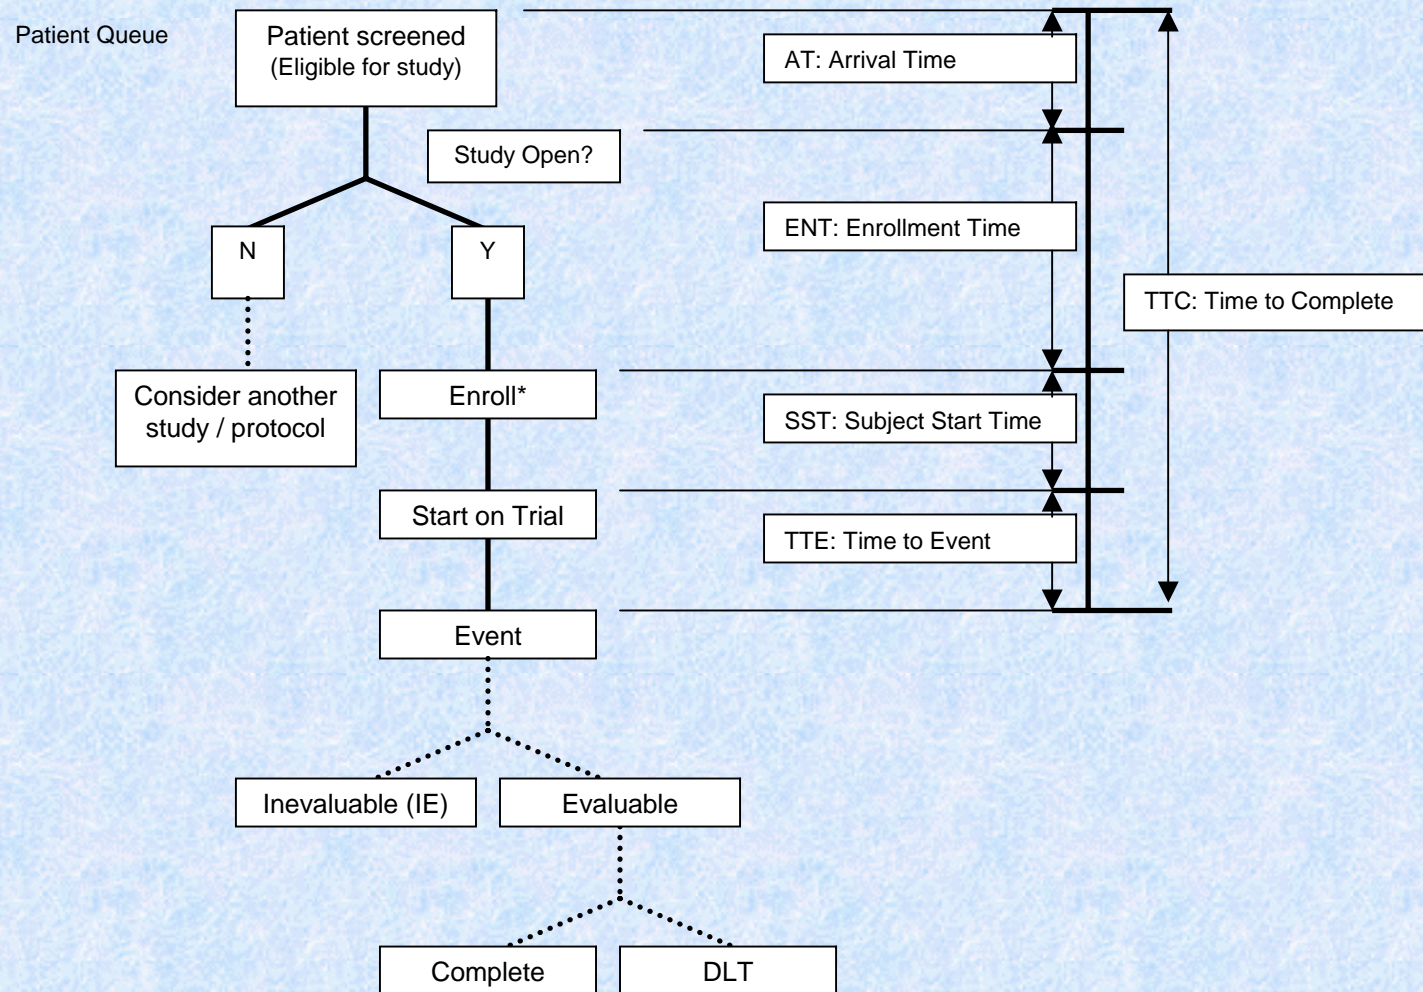 Patient Queue
Patient screened
(Eligible for study)
AT: Arrival Time
Study Open?
N
Y
ENT: Enrollment Time
TTC: Time to Complete
Consider another
study / protocol
Enroll*
SST: Subject Start Time
Start on Trial
TTE: Time to Event
Event
Inevaluable (IE)
Evaluable
Complete
DLT